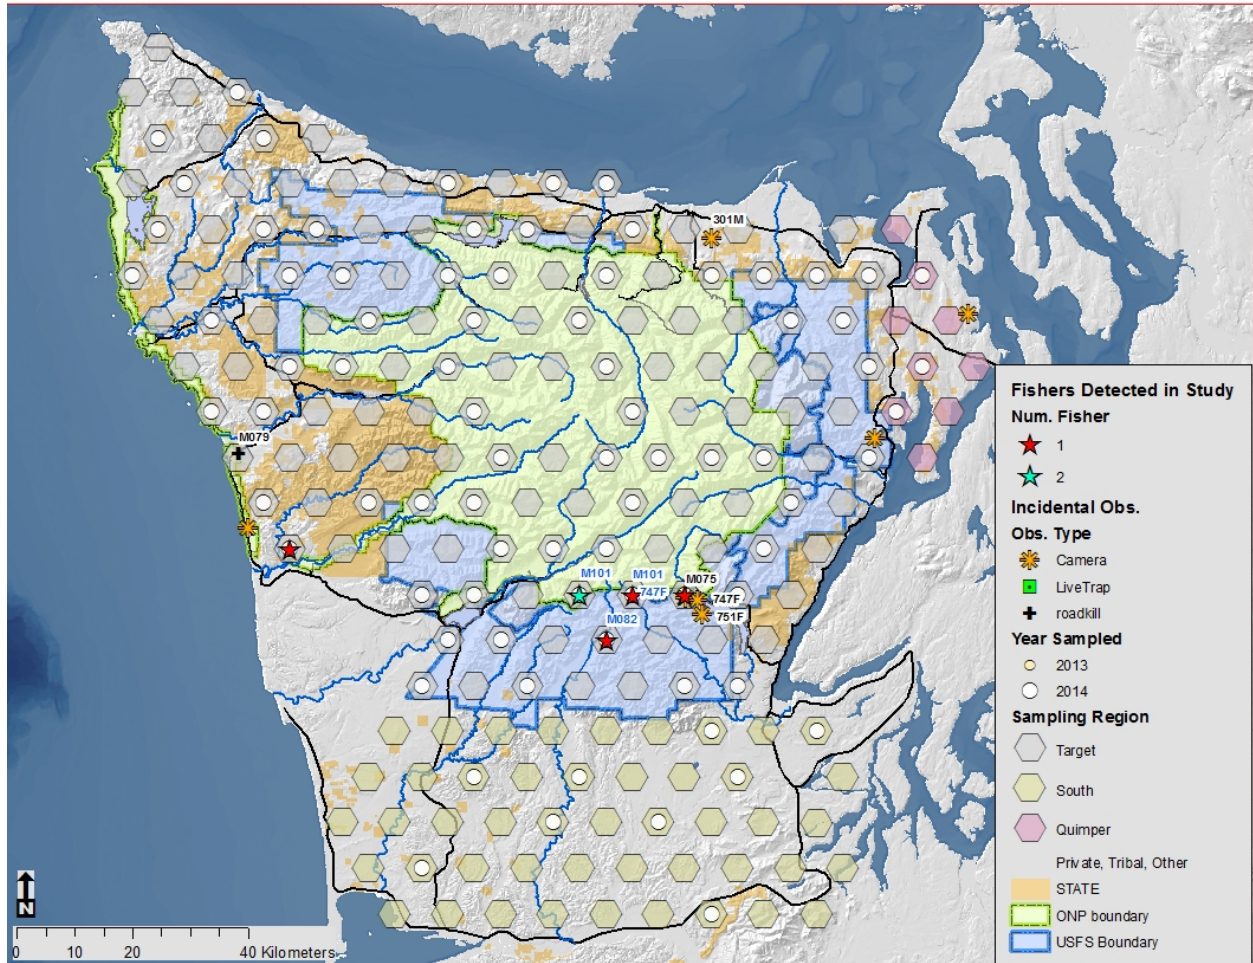 301M
M079
M101
M101
M075
747F
747F
751F
M082
Fishers Detected in Study
Num. Fisher
1
2
Incidental Obs.
Obs. Type
Camera
LiveTrap
roadkill
Year Sampled
2013
2014
Sampling Region
Target
South
Quimper
Private, Tribal, Other
STATE
ONP boundary
USFS Boundary
N
0 10 20 40 Kilometers